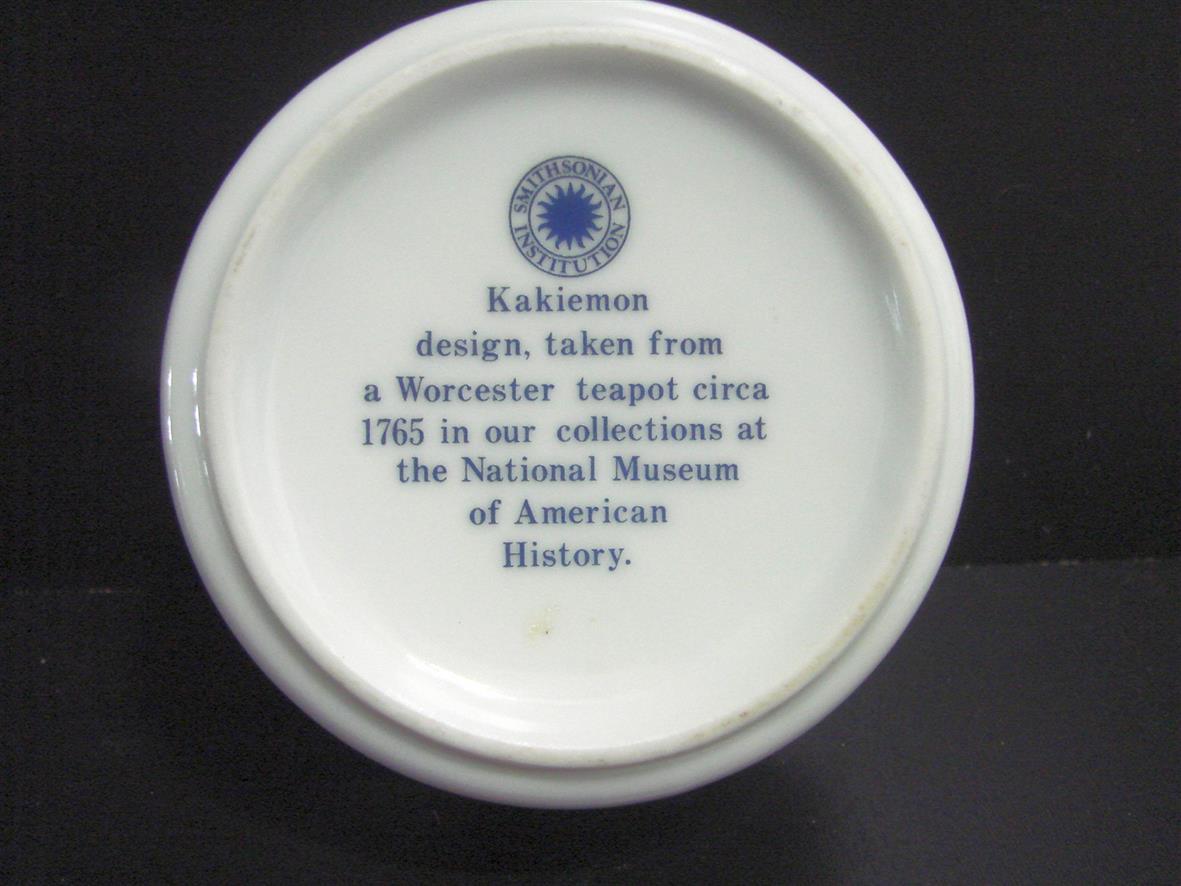 SMITHSONIAN
INSTITUTION
Kakiemon
design, taken from
a Worcester teapot circa
1765 in our collections at
the National Museum
of American
History.